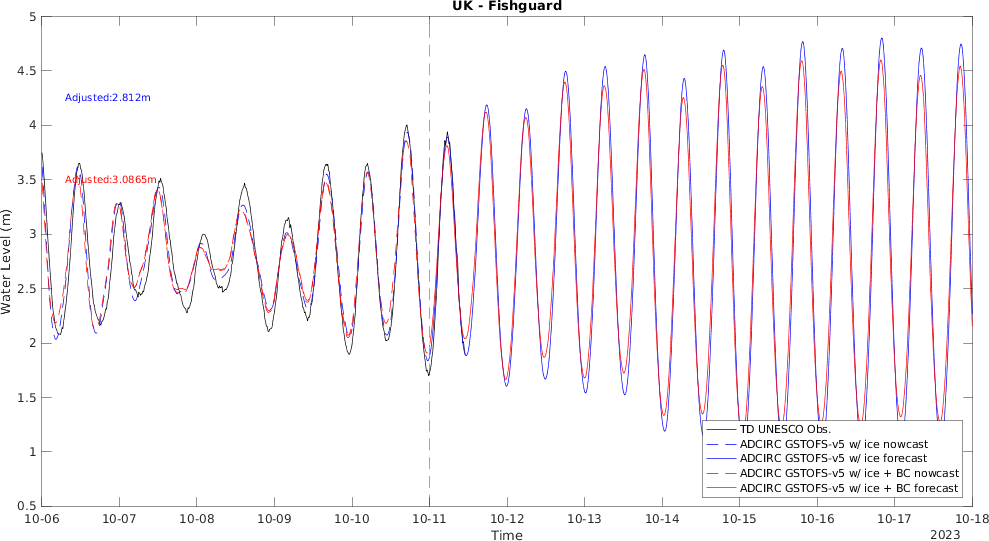 UK - Fishguard
5
4.5
4
3.5
3
2.5
2
1.5
1
0.5
Water Level (m)
Adjusted:2.812m
Adjusted:3.0865m
TD UNESCO Obs.
ADCIRC GSTOFS-v5 w/ ice nowcast
ADCIRC GSTOFS-v5 w/ ice forecast
ADCIRC GSTOFS-v5 w/ ice + BC nowcast
ADCIRC GSTOFS-v5 w/ ice + BC forecast
10-06 10-07 10-08 10-09 10-10 10-11 10-12 10-13 10-14 10-15 10-16 10-17 10-18
Time
2023